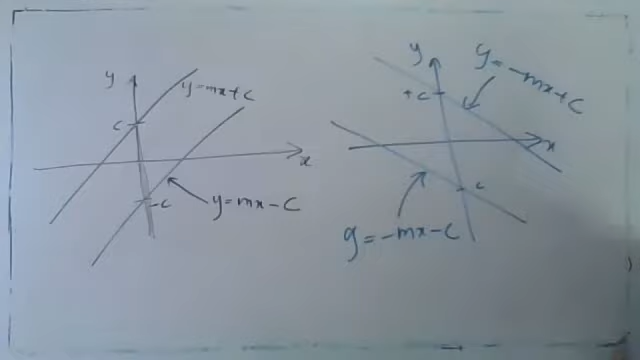 y
y=mx+c
c
x
-c
y=mx-c
y
y=-mx+c
+c
x
-c
y=-mx-c